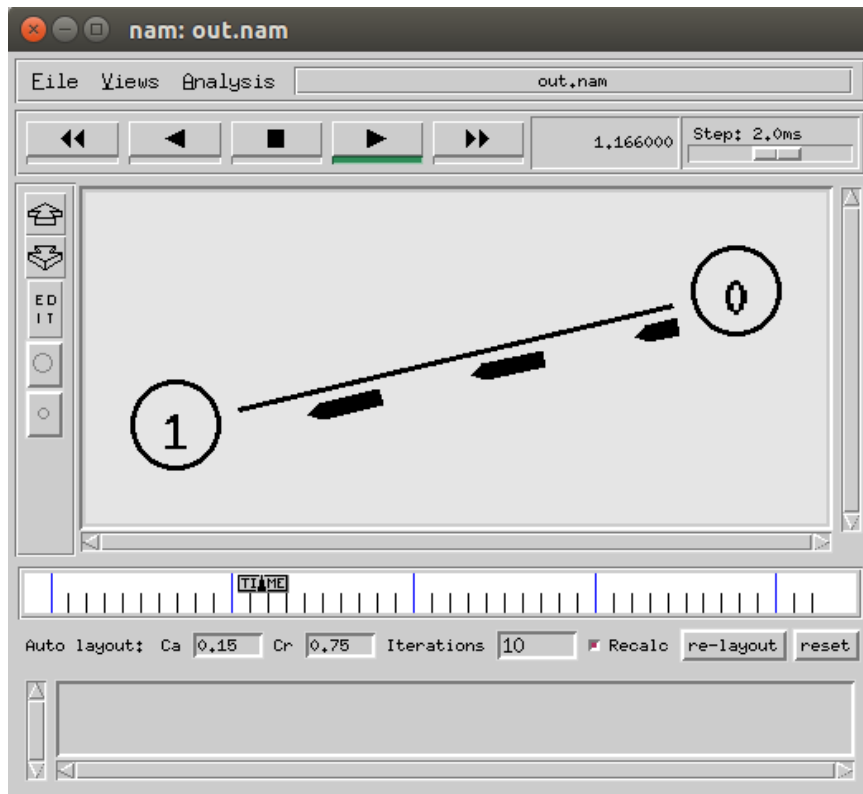 nam: out.nam
File Views Analysis out.nam
1.166000 Step: 2.0ms
ED
IT
0
1
TIME
Auto layout: Ca 0.15 Cr 0.75 Iterations 10 Recalc re-layout reset